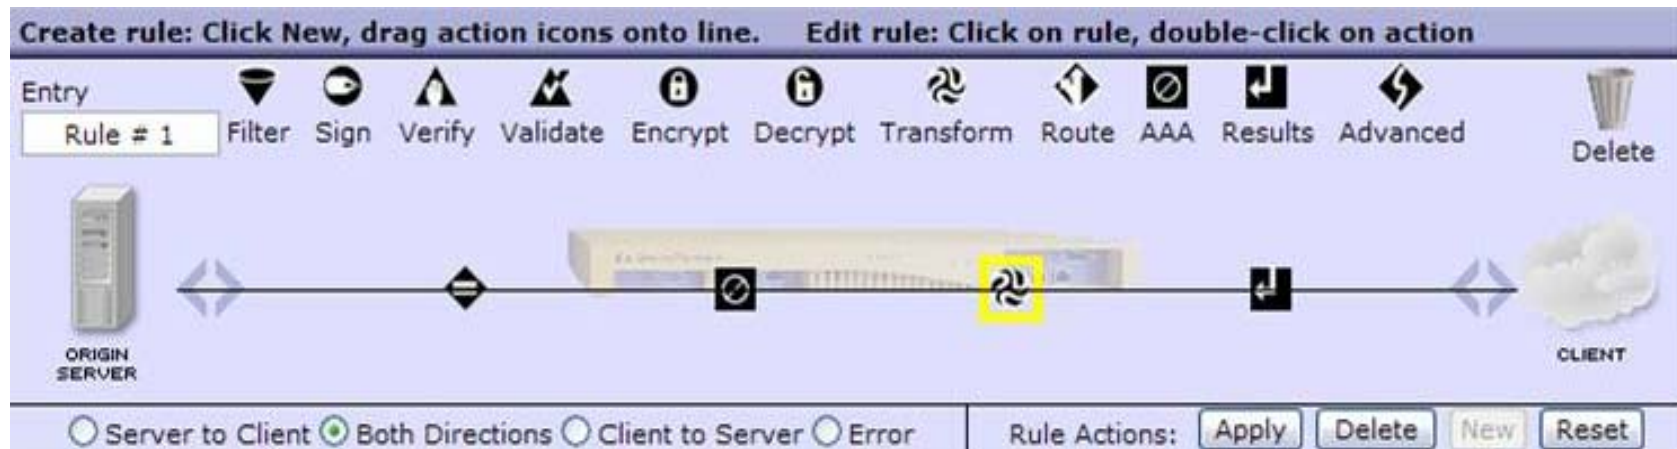 Create rule: Click New, drag action icons onto line. Edit rule: Click on rule, double-click on action
Entry
Rule # 1
Filter Sign Verify Validate Encrypt Decrypt Transform Route AAA Results Advanced
Delete
ORIGIN
SERVER
CLIENT
Server to Client Both Directions Client to Server Error Rule Actions: Apply Delete New Reset